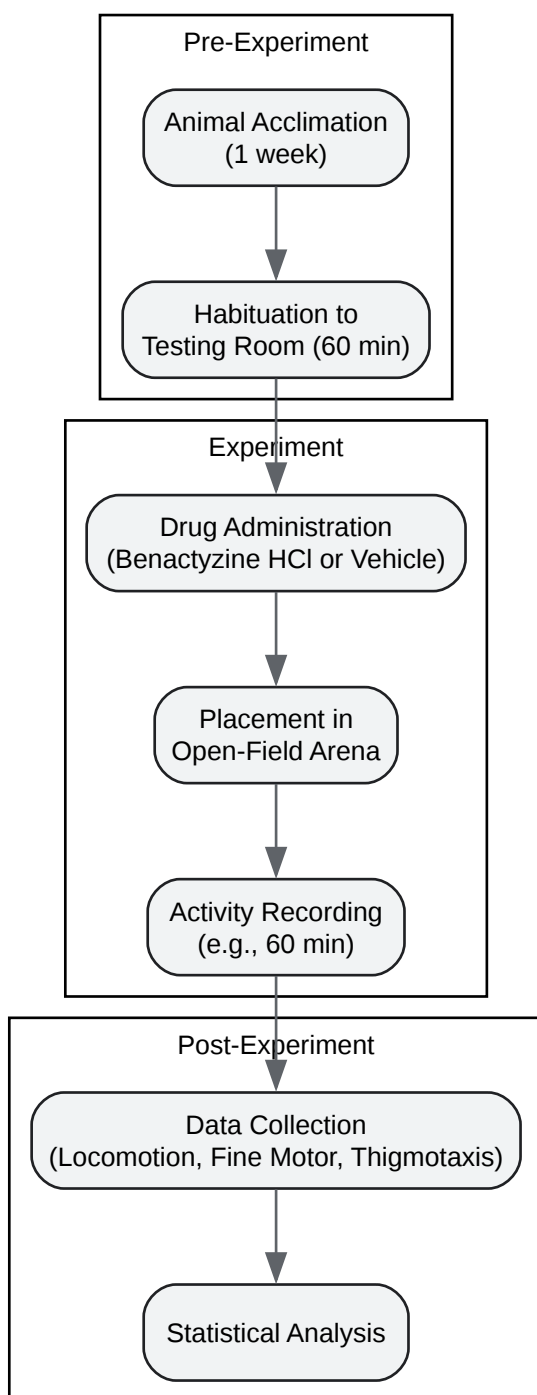 Pre-Experiment
Animal Acclimation
(1 week)
Habituation to
Testing Room (60 min)
Experiment
Drug Administration
(Benactyzine HCl or Vehicle)
Placement in
Open-Field Arena
Activity Recording
(e.g., 60 min)
Post-Experiment
Data Collection
(Locomotion, Fine Motor, Thigmotaxis)
Statistical Analysis